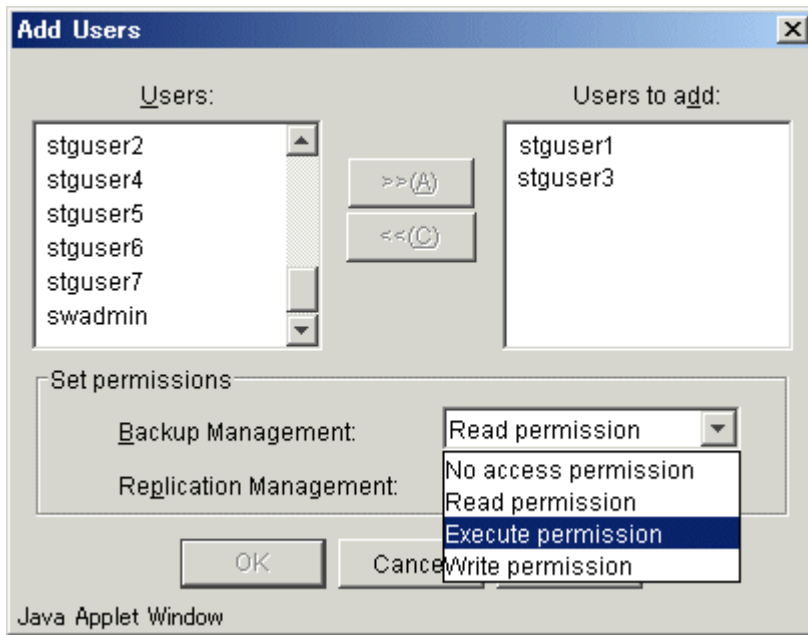 Add Users
Users:
Users to add:
stguser2
stguser4
stguser5
stguser6
stguser7
swadmin
>>(A)
<<(C)
stguser1
stguser3
Set permissions
Backup Management:
Read permission
Replication Management:
No access permission
Read permission
Execute permission
Write permission
OK
Cance
Java Applet Window